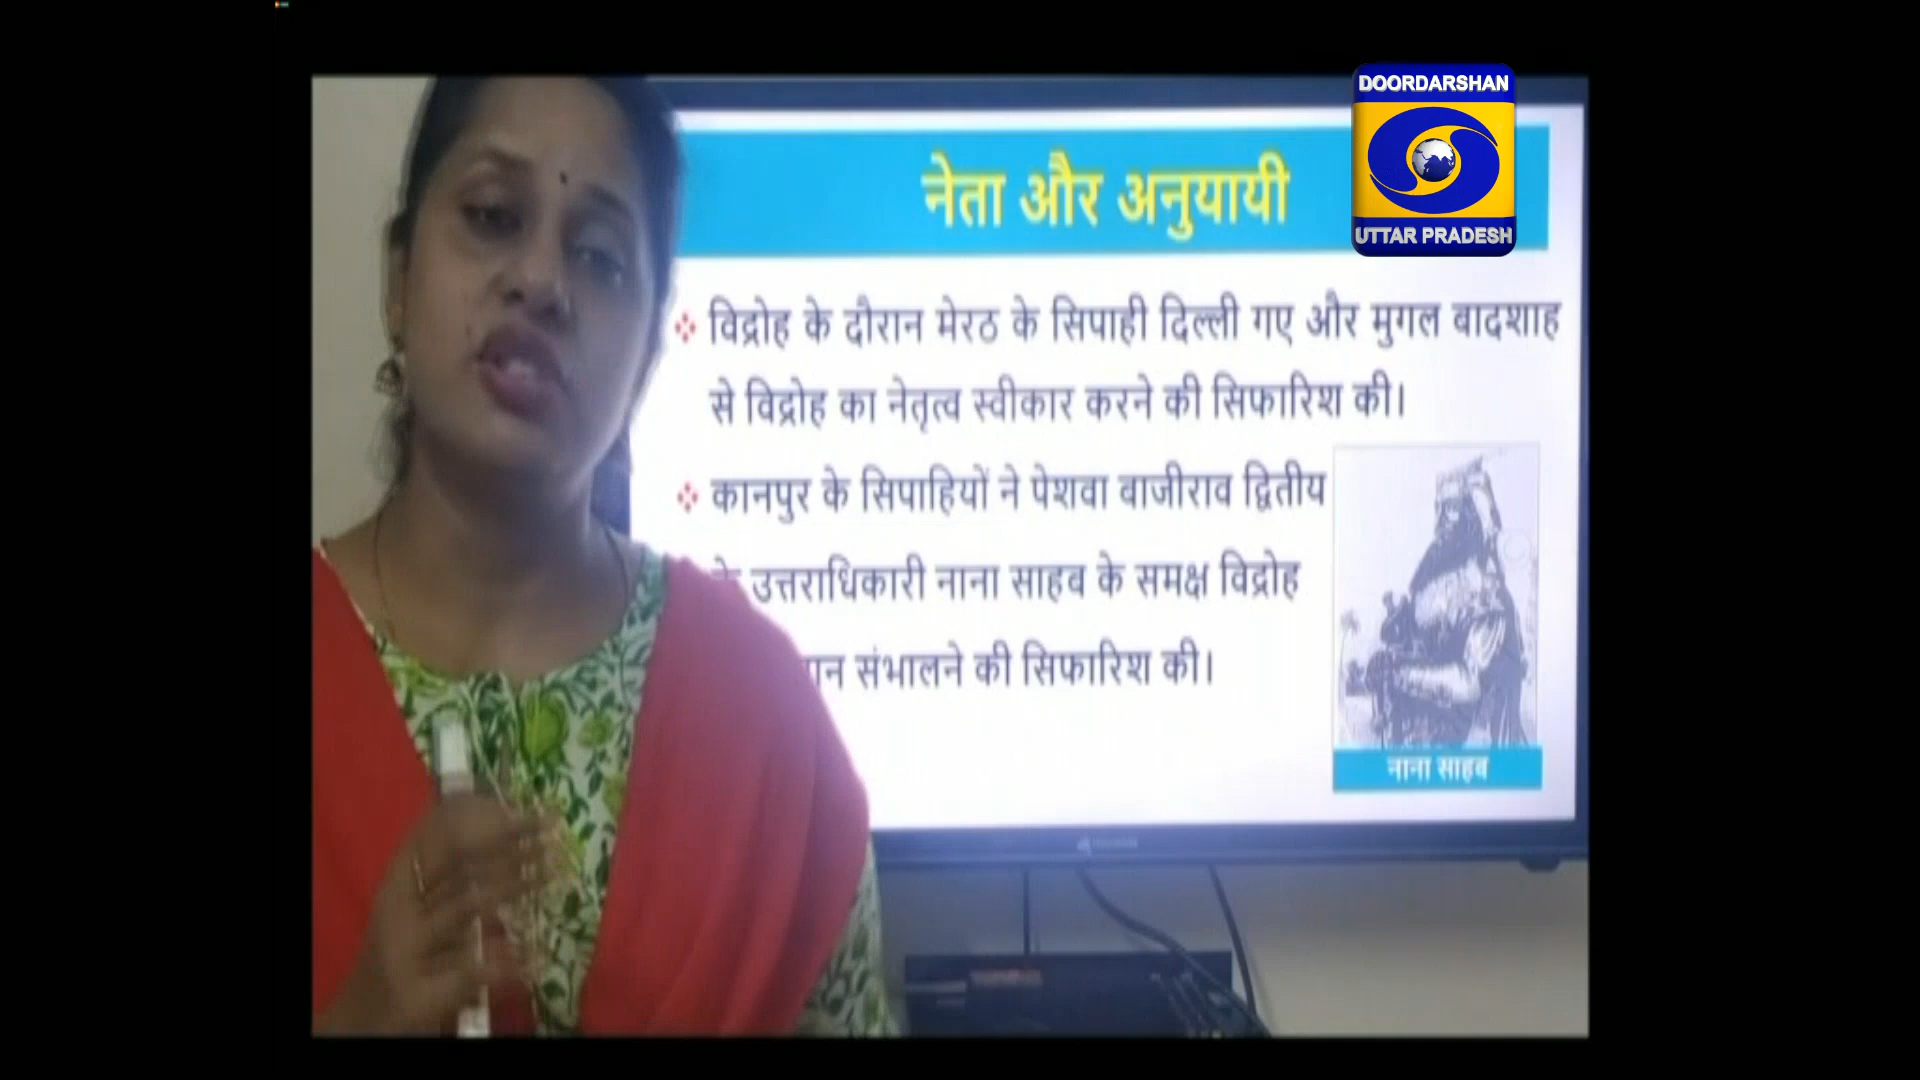 DOORDARSHAN
UTTAR PRADESH
नेता और अनुयायी
विद्रोह के दौरान मेरठ के सिपाही दिल्ली गए और मुगल बादशाह
से विद्रोह का नेतृत्व स्वीकार करने की सिफारिश की।
कानपुर के सिपाहियों ने पेशवा बाजीराव द्वितीय
के उत्तराधिकारी नाना साहब के समक्ष विद्रोह
संभालने की सिफारिश की।
नाना साहब